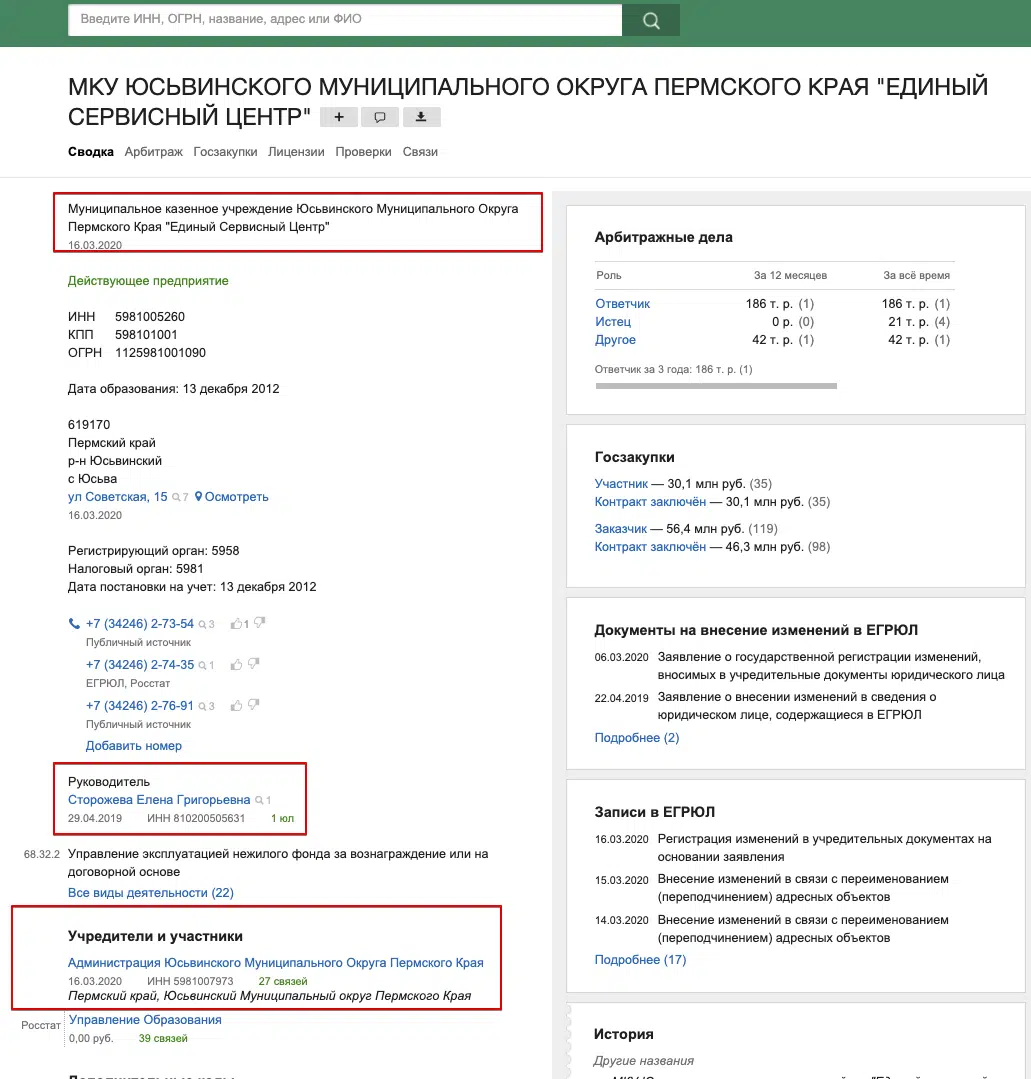 Введите ИНН, ОГРН, название, адрес или ФИО
МКУ ЮСЬВИНСКОГО МУНИЦИПАЛЬНОГО ОКРУГА ПЕРМСКОГО КРАЯ "ЕДИНЫЙ
СЕРВИСНЫЙ ЦЕНТР"
Сводка Арбитраж Госзакупки Лицензии Проверки Связи
Муниципальное казенное учреждение Юсьвинского Муниципального Округа
Пермского Края "Единый Сервисный Центр"
16.03.2020
Действующее предприятие
ИНН 5981005260
КПП 598101001
ОГРН 1125981001090
Дата образования: 13 декабря 2012
619170
Пермский край
р-н Юсьвинский
с Юсьва
ул Советская, 15 7 Осмотреть
16.03.2020
Регистрирующий орган: 5958
Налоговый орган: 5981
Дата постановки на учет: 13 декабря 2012
+7 (34246) 2-73-54 3 1
Публичный источник
+7 (34246) 2-74-35 1
ЕГРЮЛ, Росстат
+7 (34246) 2-76-91 3
Публичный источник
Добавить номер
Руководитель
Сторожева Елена Григорьевна 1
29.04.2019 ИНН 810200505631 1 юл
68.32.2 Управление эксплуатацией нежилого фонда за вознаграждение или на
договорной основе
Все виды деятельности (22)
Учредители и участники
Администрация Юсьвинского Муниципального Округа Пермского Края
16.03.2020 ИНН 5981007973 27 связей
Пермский край, Юсьвинский Муниципальный округ Пермского Края
Росстат Управление Образования
0,00 руб. 39 связей
Арбитражные дела
Роль За 12 месяцев За всё время
Ответчик 186 т. р. (1) 186 т. р. (1)
Истец 0 р. (0) 21 т. р. (4)
Другое 42 т. р. (1) 42 т. р. (1)
Ответчик за 3 года: 186 т. р. (1)
Госзакупки
Участник — 30,1 млн руб. (35)
Контракт заключён — 30,1 млн руб. (35)
Заказчик — 56,4 млн руб. (119)
Контракт заключён — 46,3 млн руб. (98)
Документы на внесение изменений в ЕГРЮЛ
06.03.2020 Заявление о государственной регистрации изменений,
вносимых в учредительные документы юридического лица
22.04.2019 Заявление о внесении изменений в сведения о
юридическом лице, содержащиеся в ЕГРЮЛ
Подробнее (2)
Записи в ЕГРЮЛ
16.03.2020 Регистрация изменений в учредительных документах на
основании заявления
15.03.2020 Внесение изменений в связи с переименованием
(переподчинением) адресных объектов
14.03.2020 Внесение изменений в связи с переименованием
(переподчинением) адресных объектов
Подробнее (17)
История
Другие названия